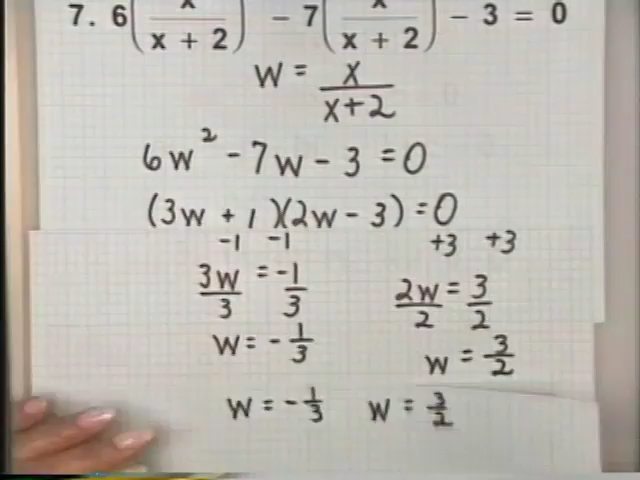 7. 6(x/(x + 2)) - 7(x/(x + 2)) - 3 = 0
W = x/(x+2)
6w² - 7w - 3 = 0
(3w + 1)(2w - 3) = 0
-1 -1 +3 +3
3w/3 = -1/3 2w/2 = 3/2
W = -1/3 w = 3/2
W = -1/3 W = 3/2